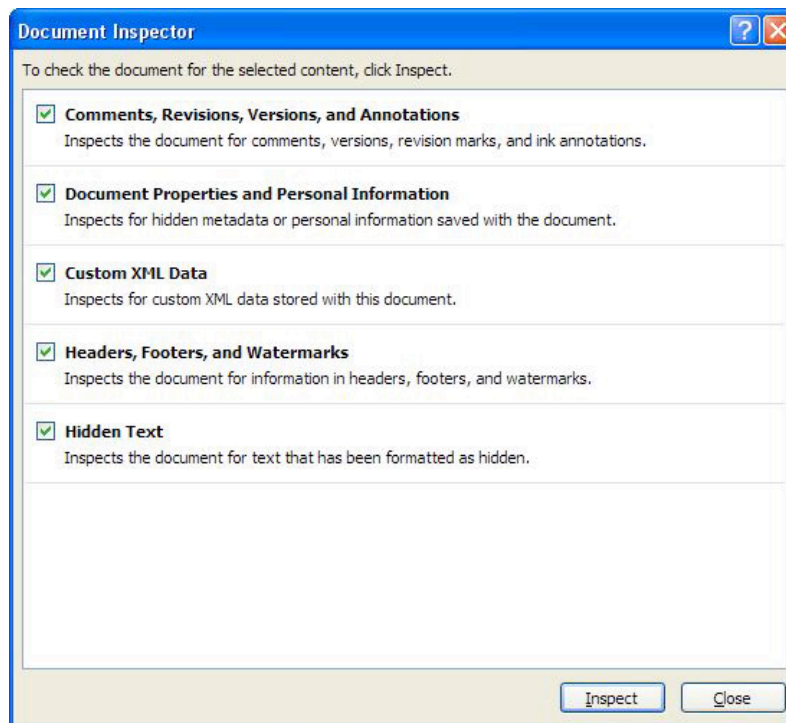 Document Inspector
To check the document for the selected content, click Inspect.
Comments, Revisions, Versions, and Annotations
Inspects the document for comments, versions, revision marks, and ink annotations.
Document Properties and Personal Information
Inspects for hidden metadata or personal information saved with the document.
Custom XML Data
Inspects for custom XML data stored with this document.
Headers, Footers, and Watermarks
Inspects the document for information in headers, footers, and watermarks.
Hidden Text
Inspects the document for text that has been formatted as hidden.
Inspect Close